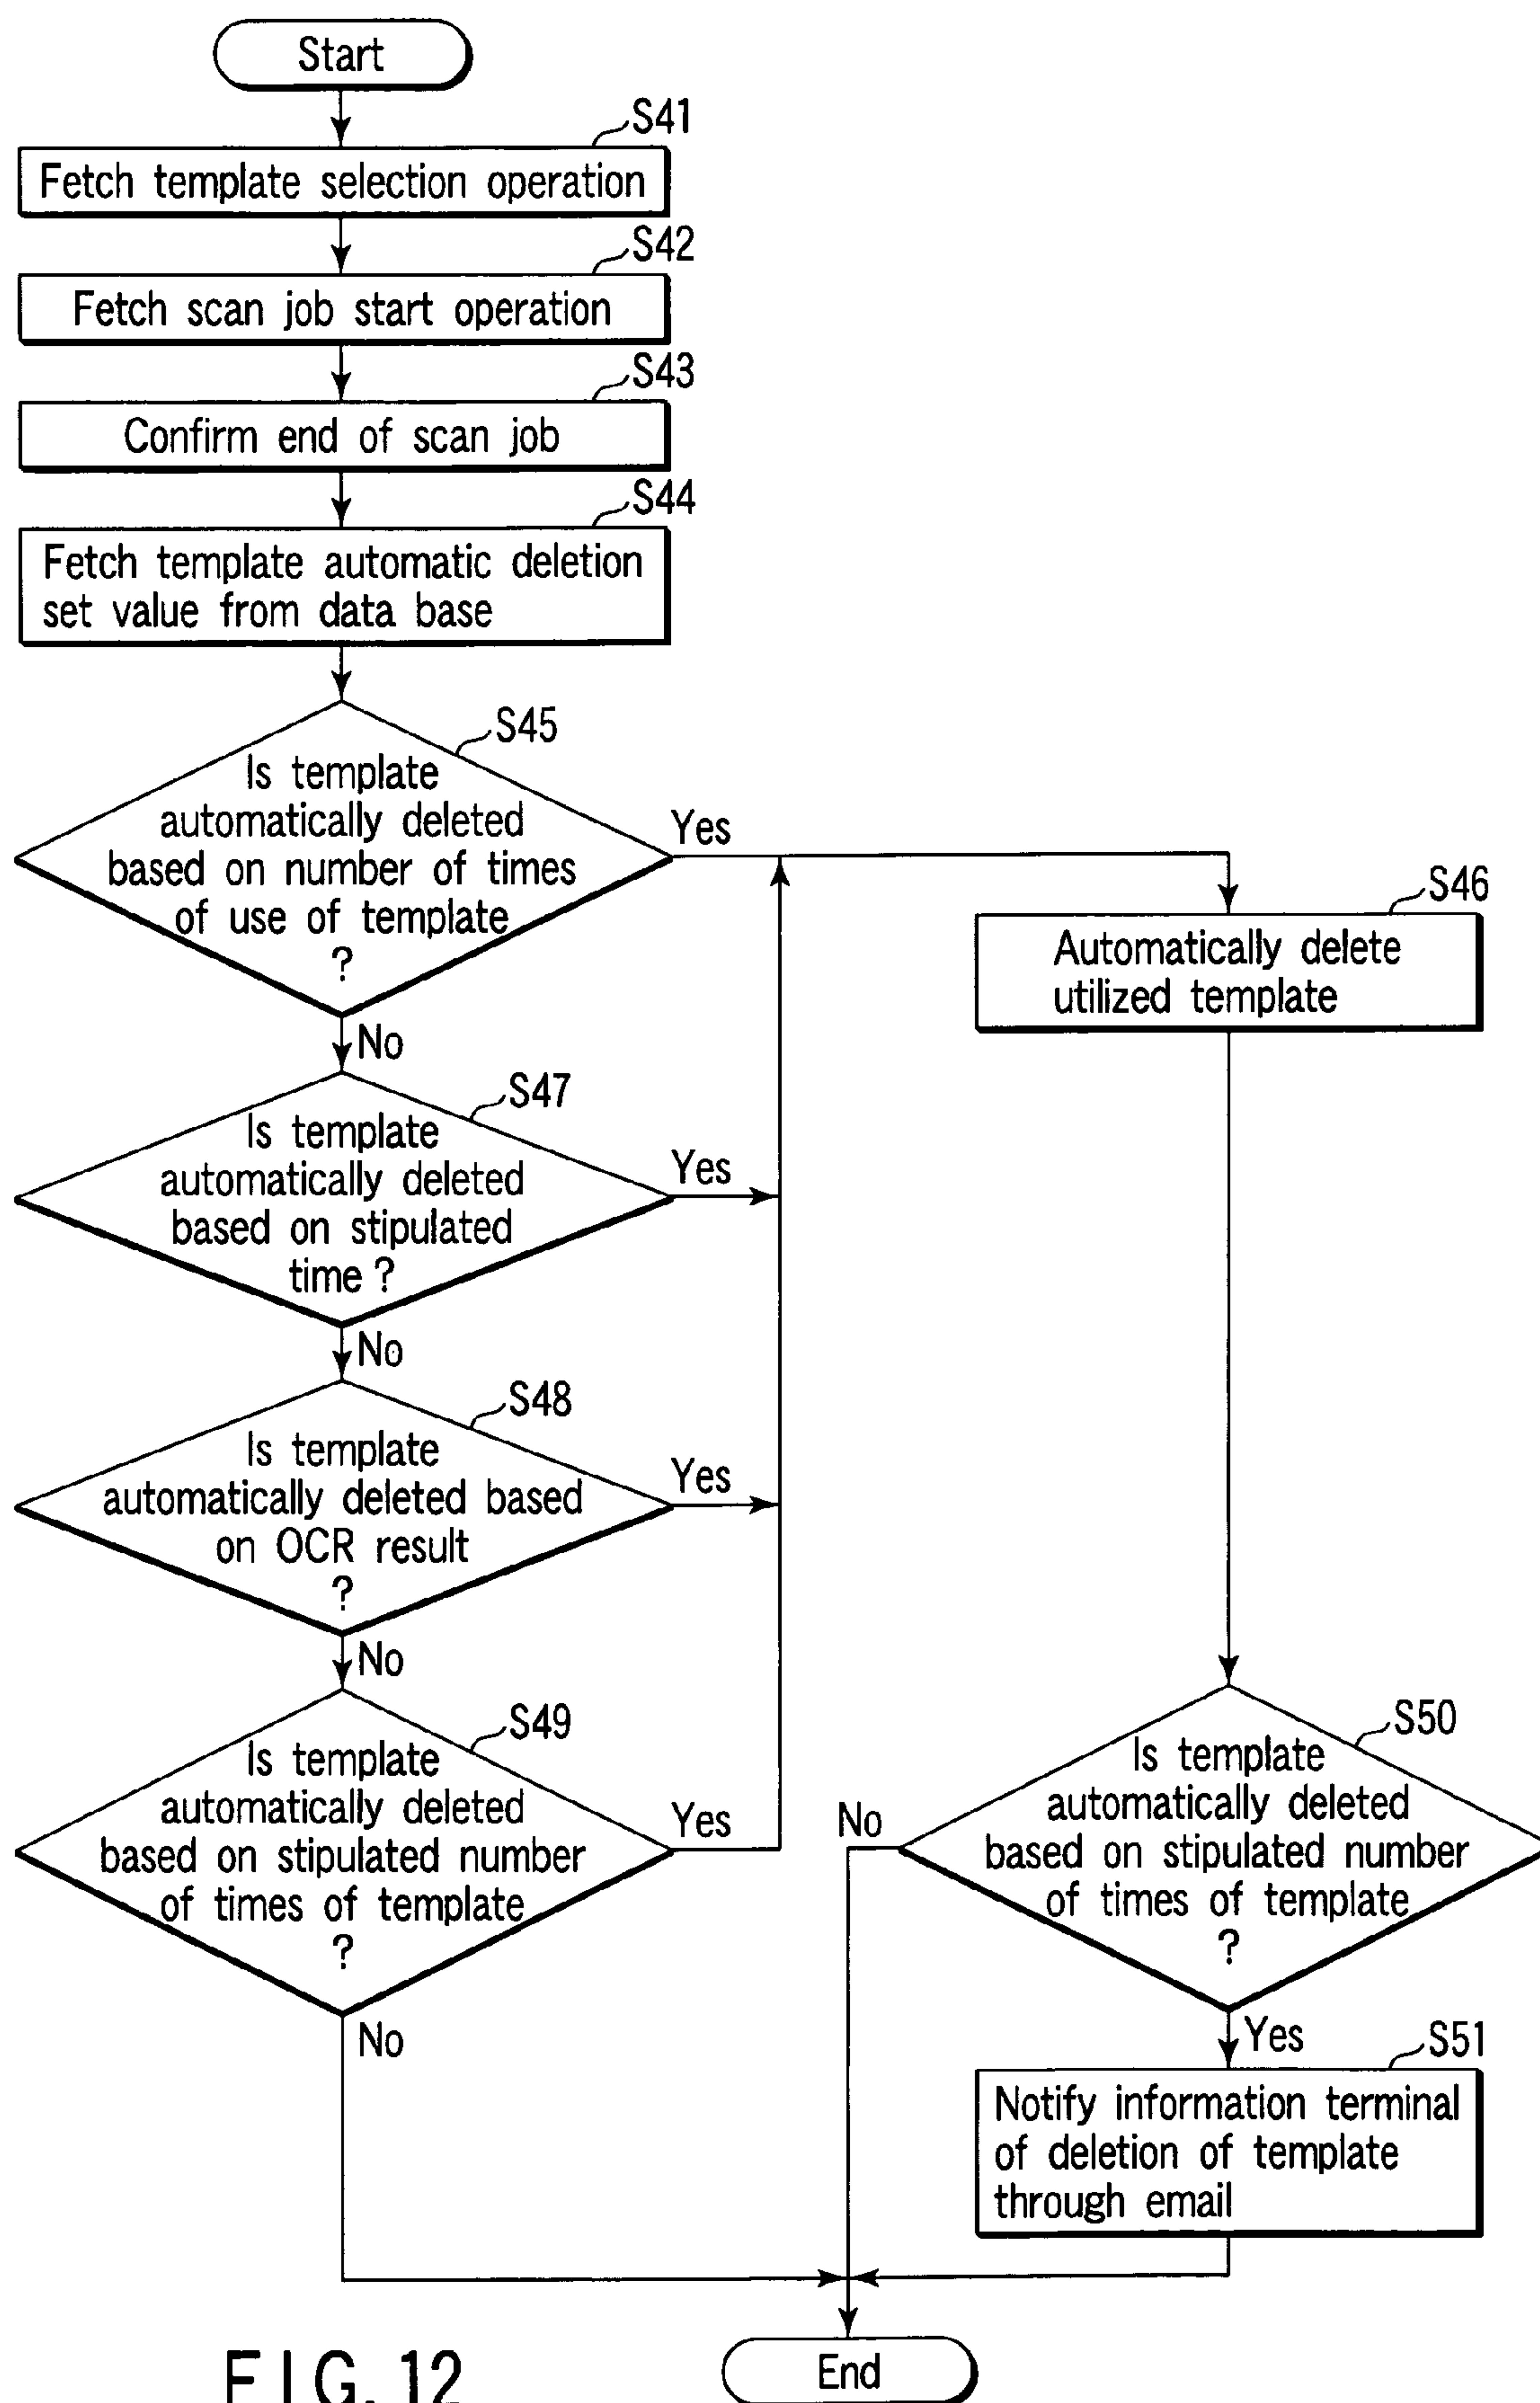 Start
S41
Fetch template selection operation
S42
Fetch scan job start operation
S43
Confirm end of scan job
S44
Fetch template automatic deletion
set value from data base
S45
Is template
automatically deleted
based on number of times
of use of template
?
Yes
No
S46
Automatically delete
utilized template
S47
Is template
automatically deleted
based on stipulated
time ?
Yes
No
S48
Is template
automatically deleted based
on OCR result
?
Yes
No
S49
Is template
automatically deleted
based on stipulated number
of times of template
?
Yes
No
S50
Is template
automatically deleted
based on stipulated number
of times of template
?
No
Yes
S51
Notify information terminal
of deletion of template
through email
End
FIG. 12